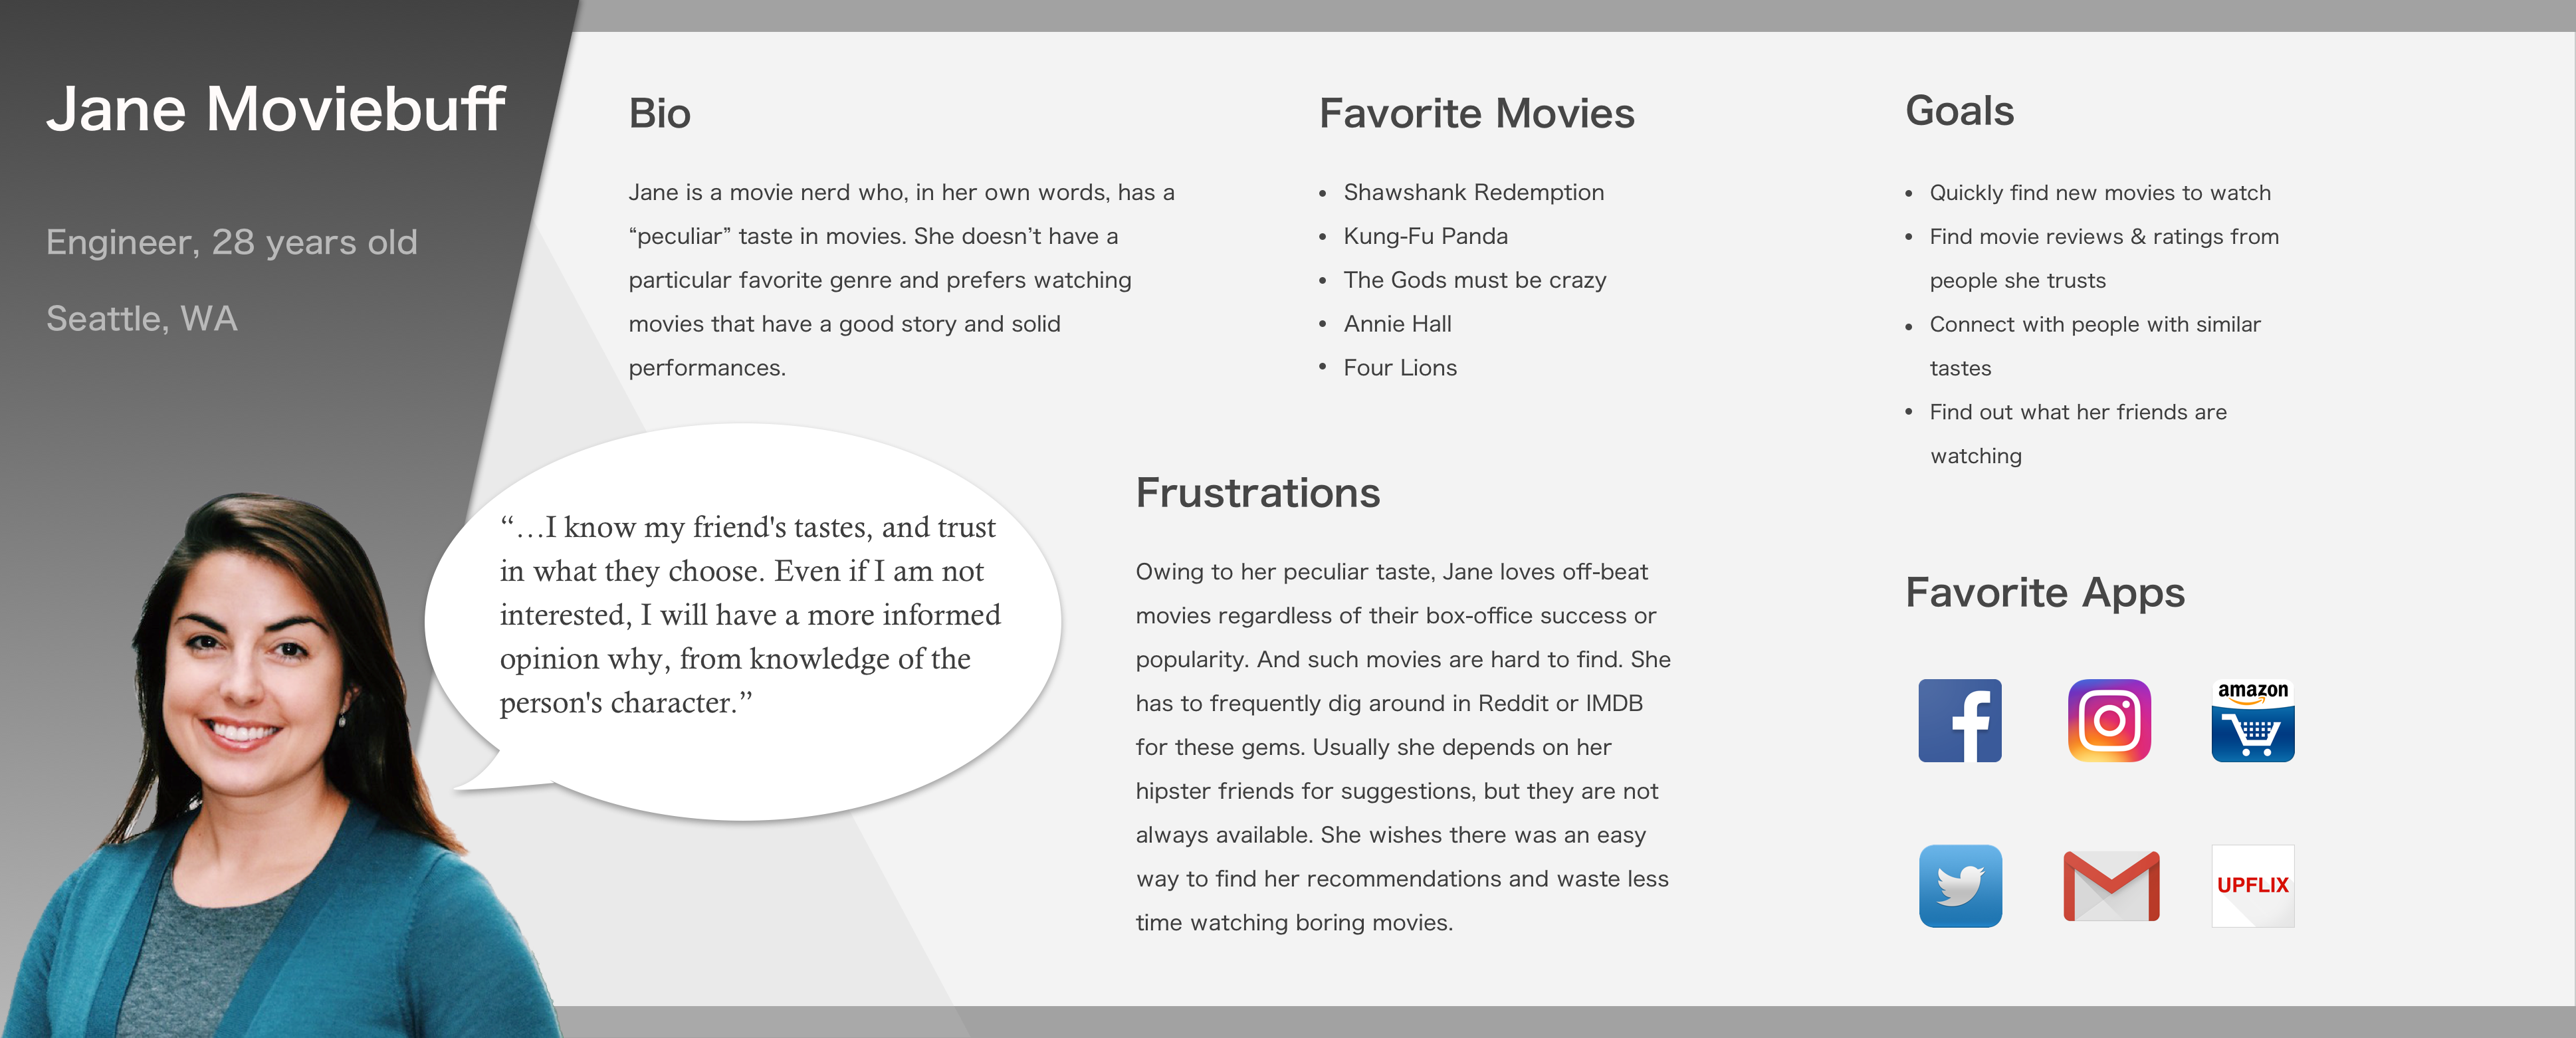 Jane Moviebuff
Engineer, 28 years old
Seattle, WA
“…I know my friend's tastes, and trust
in what they choose. Even if I am not
interested, I will have a more informed
opinion why, from knowledge of the
person's character.”
Bio
Jane is a movie nerd who, in her own words, has a
“peculiar” taste in movies. She doesn’t have a
particular favorite genre and prefers watching
movies that have a good story and solid
performances.
Favorite Movies
• Shawshank Redemption
• Kung-Fu Panda
• The Gods must be crazy
• Annie Hall
• Four Lions
Frustrations
Owing to her peculiar taste, Jane loves off-beat
movies regardless of their box-office success or
popularity. And such movies are hard to find. She
has to frequently dig around in Reddit or IMDB
for these gems. Usually she depends on her
hipster friends for suggestions, but they are not
always available. She wishes there was an easy
way to find her recommendations and waste less
time watching boring movies.
Goals
• Quickly find new movies to watch
• Find movie reviews & ratings from
people she trusts
• Connect with people with similar
tastes
• Find out what her friends are
watching
Favorite Apps
f
amazon
UPFLIX